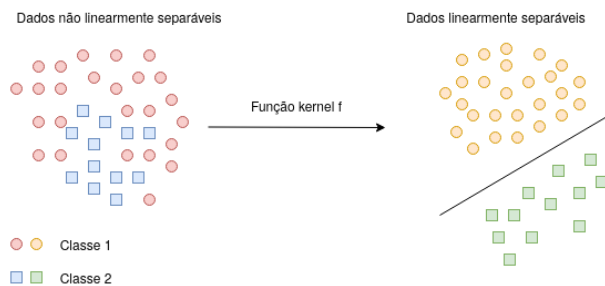 Dados não linearmente separáveis
Dados linearmente separáveis
Função kernel f
Classe 1
Classe 2